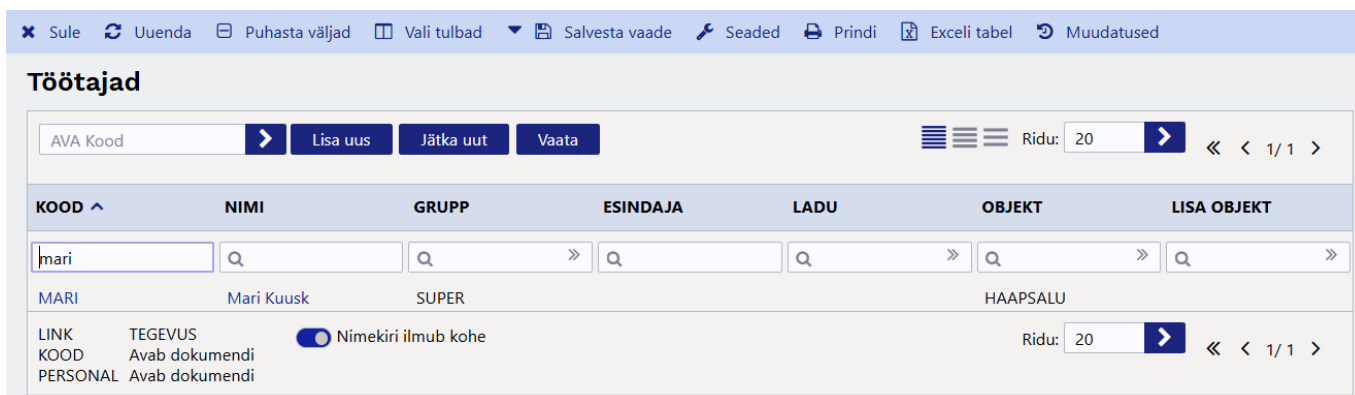 Sule Uuenda Puhasta väljad Vali tulbad Salvesta vaade Seaded Prindi Exceli tabel Muudatused
Töötajad
AVA Kood Lisa uus Jätka uut Vaata Ridu: 20 1/ 1
KOOD NIMI GRUPP ESINDAJA LADU OBJEKT LISA OBJEKT
mari
MARI Mari Kuusk SUPER HAAPSALU
LINK TEGEVUS Nimekiri ilmub kohe Ridu: 20 1/ 1
KOOD Avab dokumendi
PERSONAL Avab dokumendi